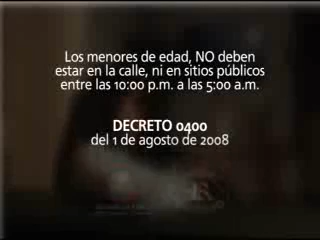 Los menores de edad, NO deben
estar en la calle, ni en sitios públicos
entre las 10:00 p.m. a las 5:00 a.m.
DECRETO 0400
del 1 de agosto de 2008